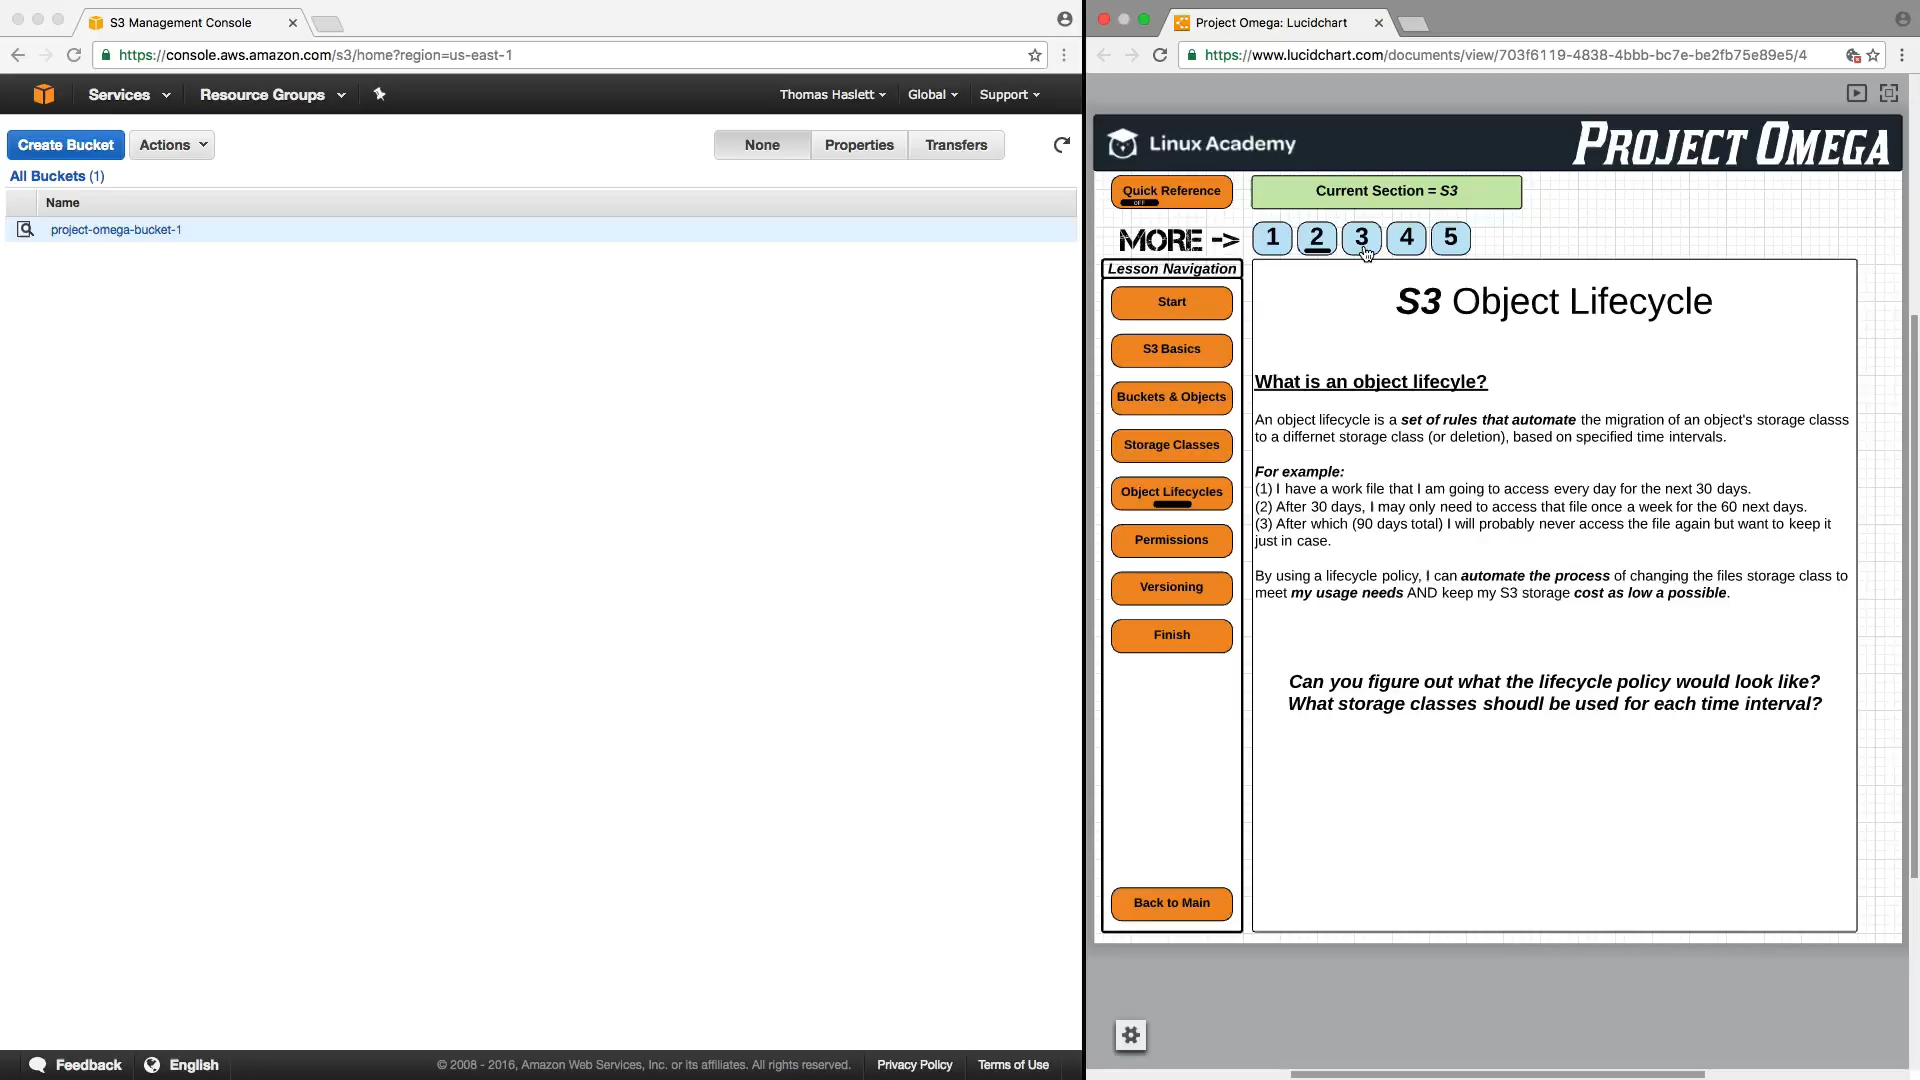 S3 Management Console
https://console.aws.amazon.com/s3/home?region=us-east-1
Services
Resource Groups
Thomas Haslett
Global
Support
Create Bucket
Actions
None
Properties
Transfers
All Buckets (1)
Name
project-omega-bucket-1
Feedback
English
© 2008 - 2016, Amazon Web Services, Inc. or its affiliates. All rights reserved.
Privacy Policy
Terms of Use
Project Omega: Lucidchart
https://www.lucidchart.com/documents/view/703f6119-4838-4bbb-bc7e-be2fb75e89e5/4
Linux Academy
PROJECT OMEGA
Quick Reference
OFF
Current Section = S3
MORE ->
1
2
3
4
5
Lesson Navigation
Start
S3 Basics
Buckets & Objects
Storage Classes
Object Lifecycles
Permissions
Versioning
Finish
Back to Main
S3 Object Lifecycle
What is an object lifecyle?
An object lifecycle is a set of rules that automate the migration of an object's storage classs
to a differnet storage class (or deletion), based on specified time intervals.
For example:
(1) I have a work file that I am going to access every day for the next 30 days.
(2) After 30 days, I may only need to access that file once a week for the 60 next days.
(3) After which (90 days total) I will probably never access the file again but want to keep it
just in case.
By using a lifecycle policy, I can automate the process of changing the files storage class to
meet my usage needs AND keep my S3 storage cost as low a possible.
Can you figure out what the lifecycle policy would look like?
What storage classes shoudl be used for each time interval?